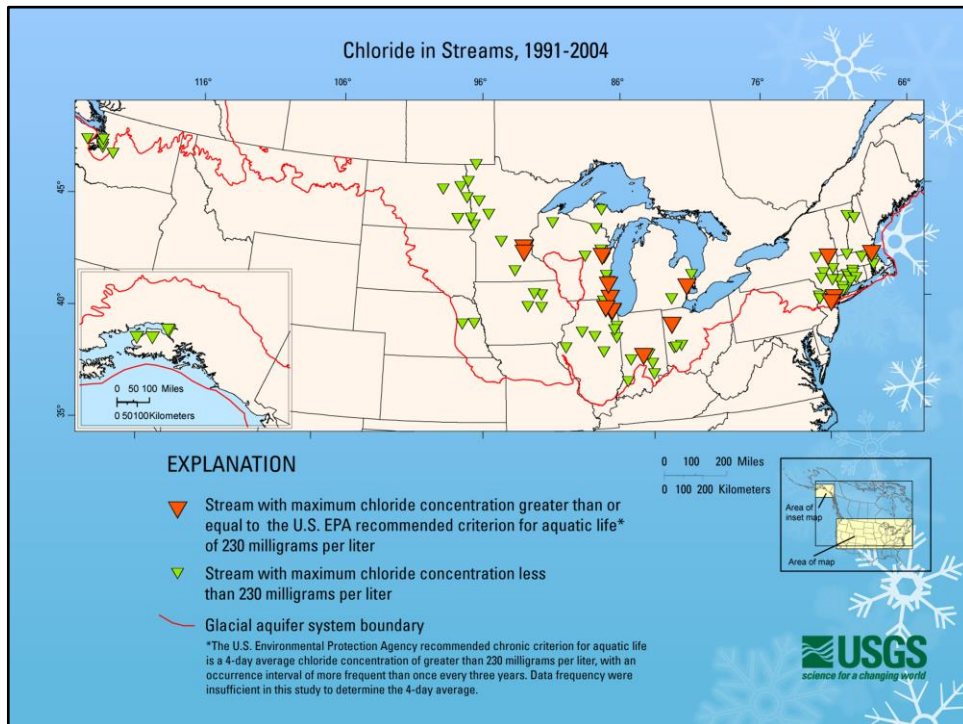 Chloride in Streams, 1991-2004
116°
106°
96°
86°
76°
66°
45°
40°
35°
0 50 100 Miles
0 50100Kilometers
EXPLANATION
Stream with maximum chloride concentration greater than or
equal to the U.S. EPA recommended criterion for aquatic life*
of 230 milligrams per liter
Stream with maximum chloride concentration less
than 230 milligrams per liter
Glacial aquifer system boundary
*The U.S. Environmental Protection Agency recommended chronic criterion for aquatic life
is a 4-day average chloride concentration of greater than 230 milligrams per liter, with an
occurrence interval of more frequent than once every three years. Data frequency were
insufficient in this study to determine the 4-day average.
0 100 200 Miles
0 100 200 Kilometers
Area of
inset map
Area of map
USGS
science for a changing world